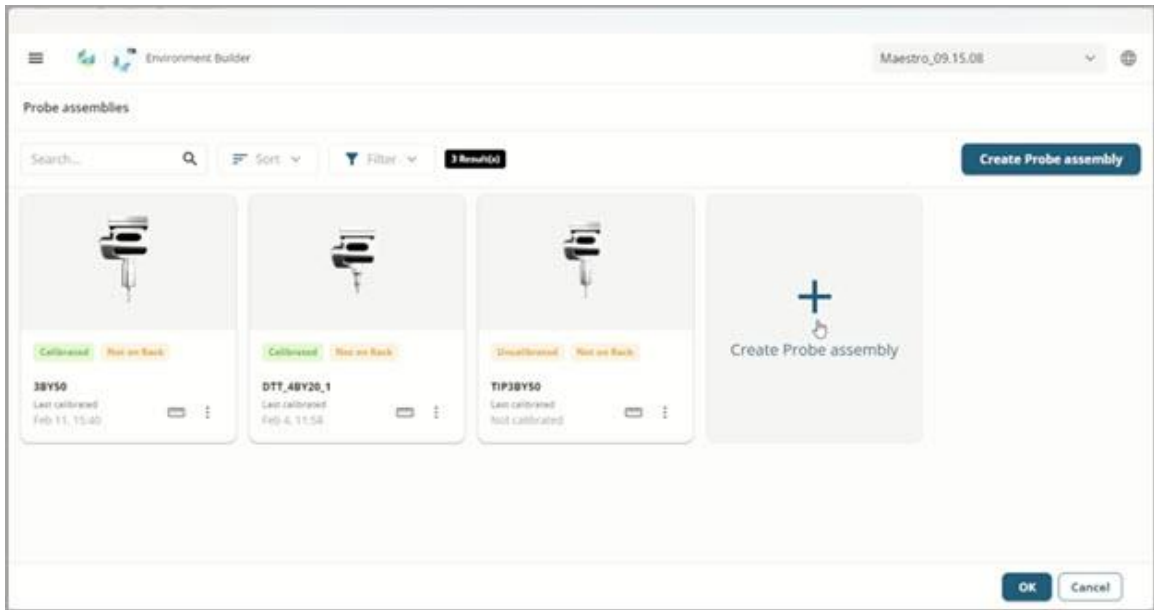 Environment Builder
Maestro_09.15.08
Probe assemblies
Search...
Sort
Filter
3 Result(s)
Create Probe assembly
Calibrated Not on Rack
3BY50
Last calibrated
Feb 11, 15:40
Calibrated Not on Rack
DTT_4BY20_1
Last calibrated
Feb 4, 11:58
Uncalibrated Not on Rack
TIP3BY50
Last calibrated
Not calibrated
Create Probe assembly
OK
Cancel